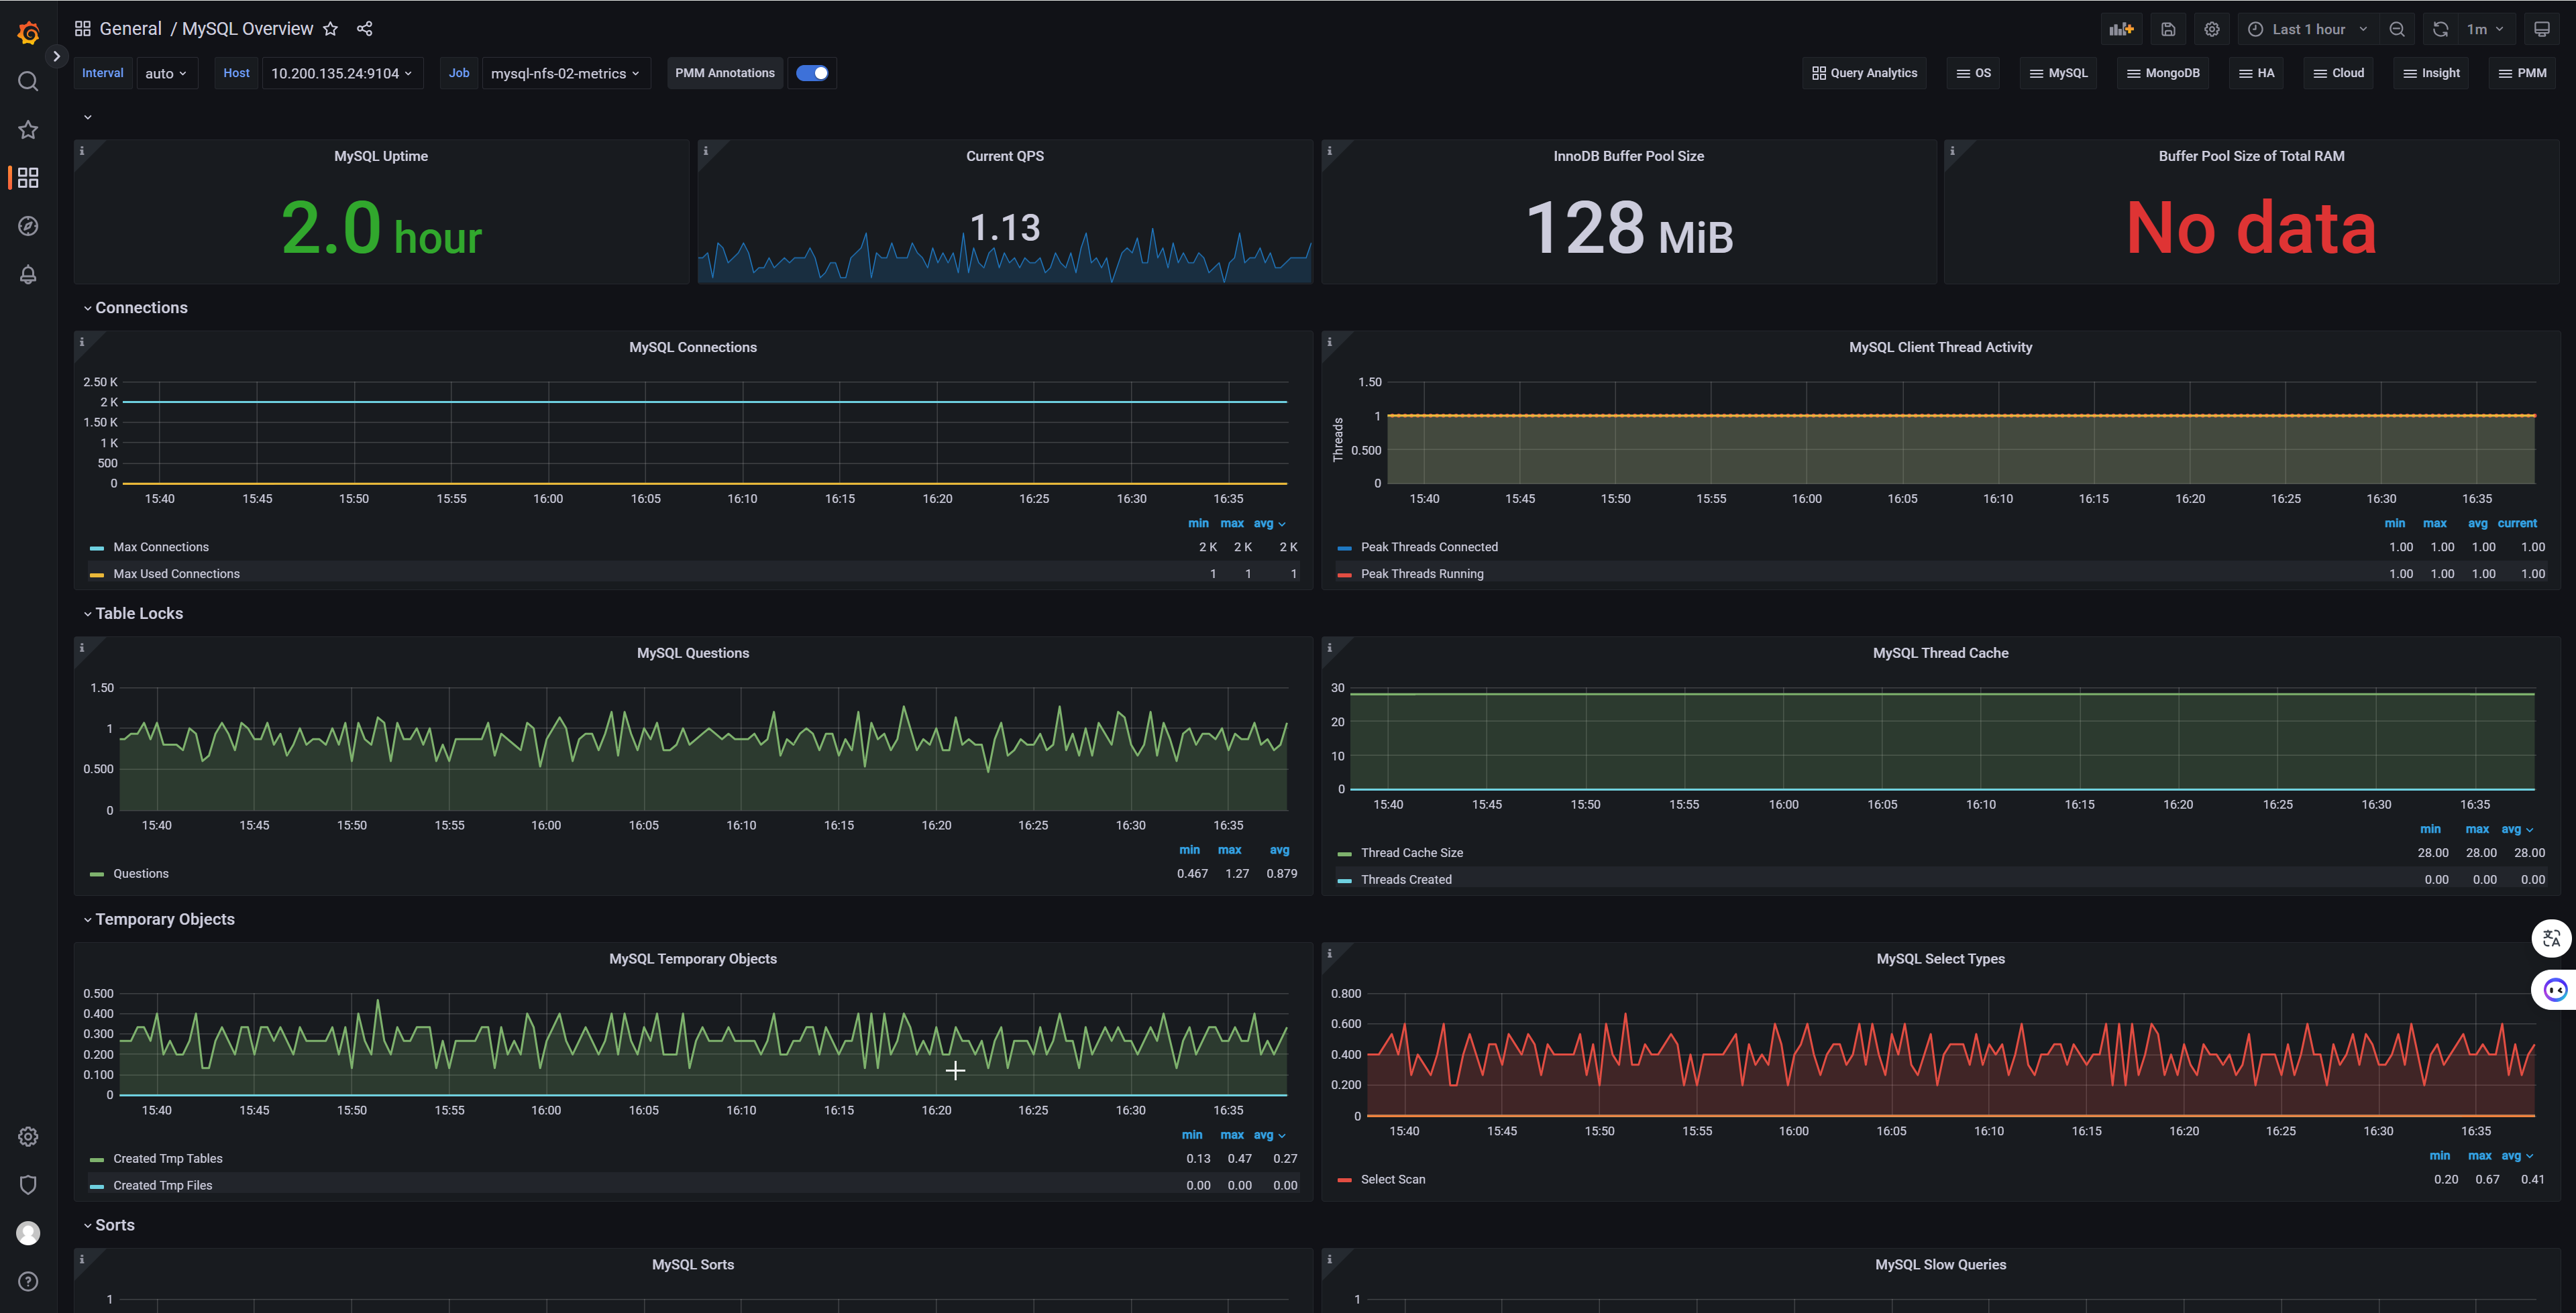 General / MySQL Overview
Last 1 hour
1m
Interval auto Host 10.200.135.24:9104 Job mysql-nfs-02-metrics PMM Annotations
Query Analytics OS MySQL MongoDB HA Cloud Insight PMM
MySQL Uptime
2.0 hour
Current QPS
1.13
InnoDB Buffer Pool Size
128 MiB
Buffer Pool Size of Total RAM
No data
Connections
MySQL Connections
2.50 K
2 K
1.50 K
1 K
500
0
15:40 15:45 15:50 15:55 16:00 16:05 16:10 16:15 16:20 16:25 16:30 16:35
min max avg
Max Connections 2 K 2 K 2 K
Max Used Connections 1 1 1
MySQL Client Thread Activity
Threads
1.50
1
0.500
0
15:40 15:45 15:50 15:55 16:00 16:05 16:10 16:15 16:20 16:25 16:30 16:35
min max avg current
Peak Threads Connected 1.00 1.00 1.00 1.00
Peak Threads Running 1.00 1.00 1.00 1.00
Table Locks
MySQL Questions
1.50
1
0.500
0
15:40 15:45 15:50 15:55 16:00 16:05 16:10 16:15 16:20 16:25 16:30 16:35
min max avg
Questions 0.467 1.27 0.879
MySQL Thread Cache
30
20
10
0
15:40 15:45 15:50 15:55 16:00 16:05 16:10 16:15 16:20 16:25 16:30 16:35
min max avg
Thread Cache Size 28.00 28.00 28.00
Threads Created 0.00 0.00 0.00
Temporary Objects
MySQL Temporary Objects
0.500
0.400
0.300
0.200
0.100
0
15:40 15:45 15:50 15:55 16:00 16:05 16:10 16:15 16:20 16:25 16:30 16:35
min max avg
Created Tmp Tables 0.13 0.47 0.27
Created Tmp Files 0.00 0.00 0.00
MySQL Select Types
0.800
0.600
0.400
0.200
0
15:40 15:45 15:50 15:55 16:00 16:05 16:10 16:15 16:20 16:25 16:30 16:35
min max avg
Select Scan 0.20 0.67 0.41
Sorts
MySQL Sorts
1
MySQL Slow Queries
1